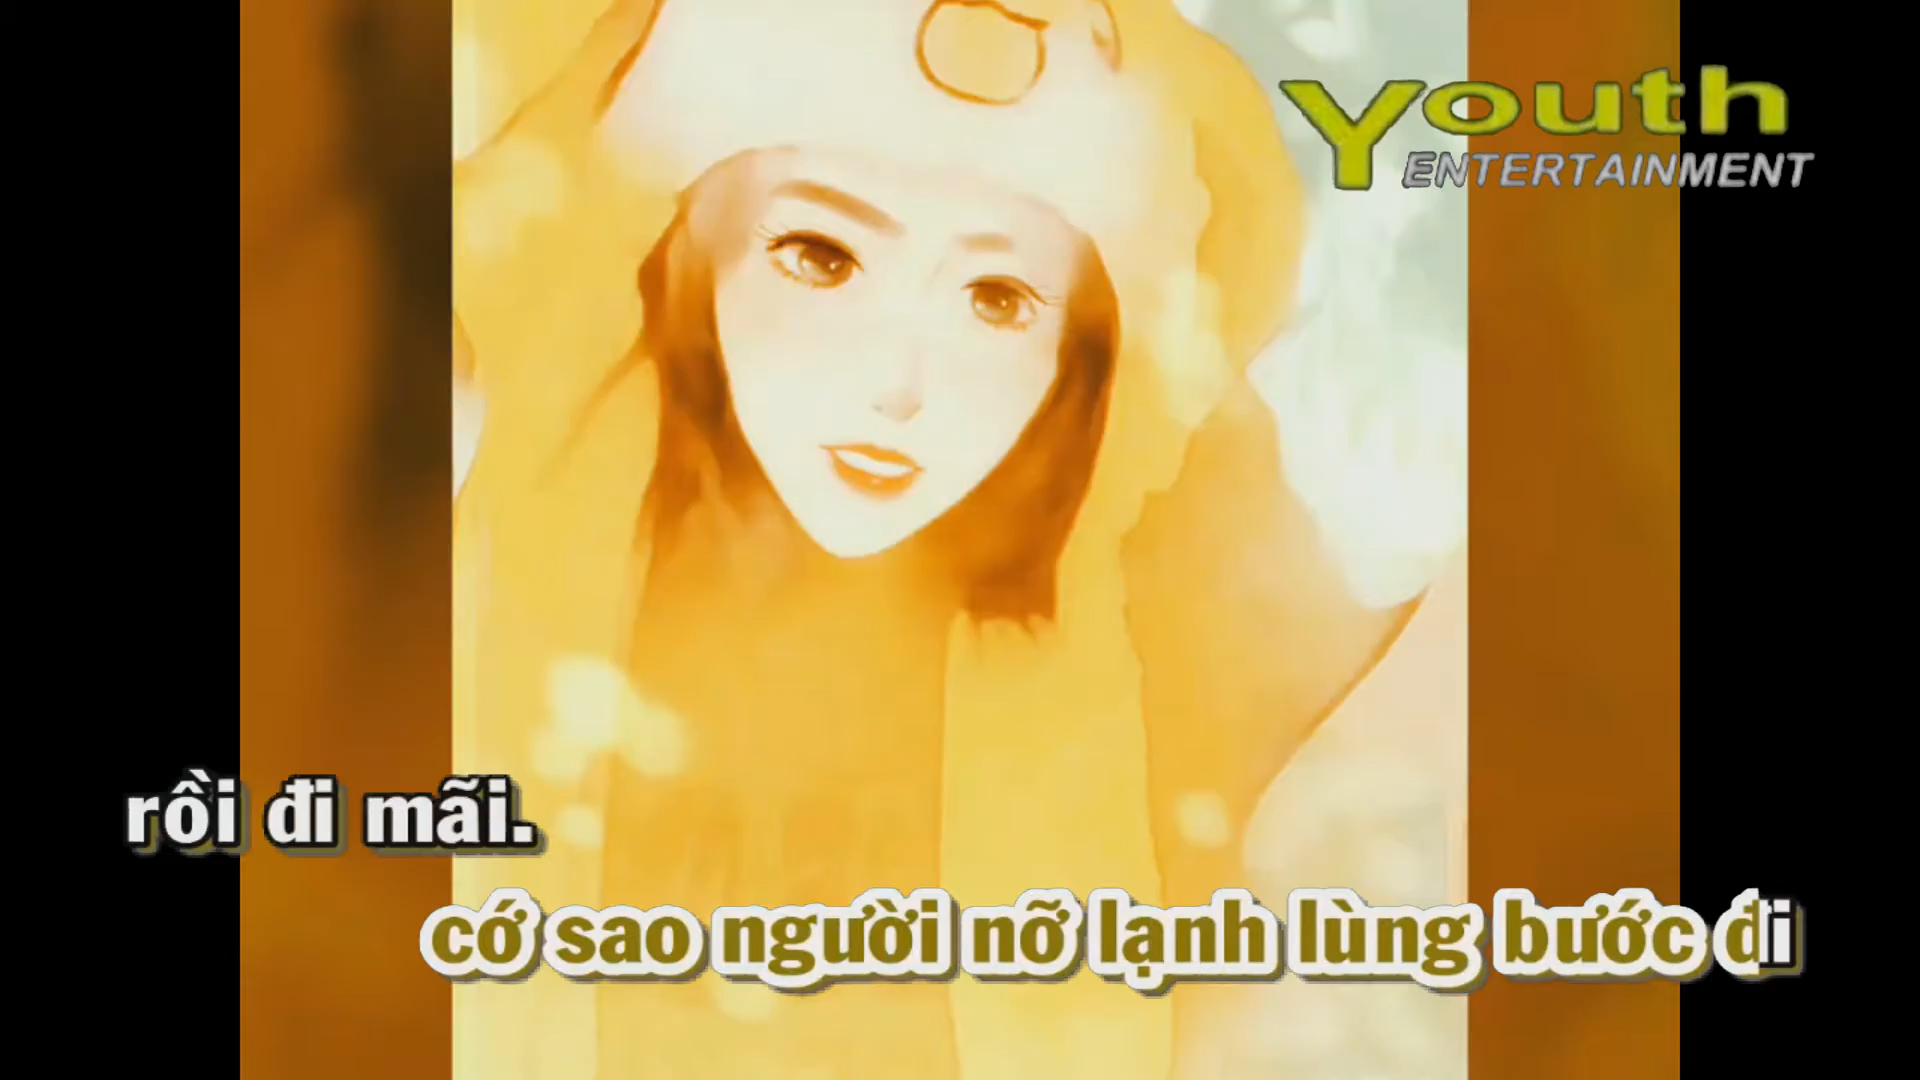 Youth
ENTERTAINMENT
rồi đi mãi.
cớ sao người nỡ lạnh lùng bước đi